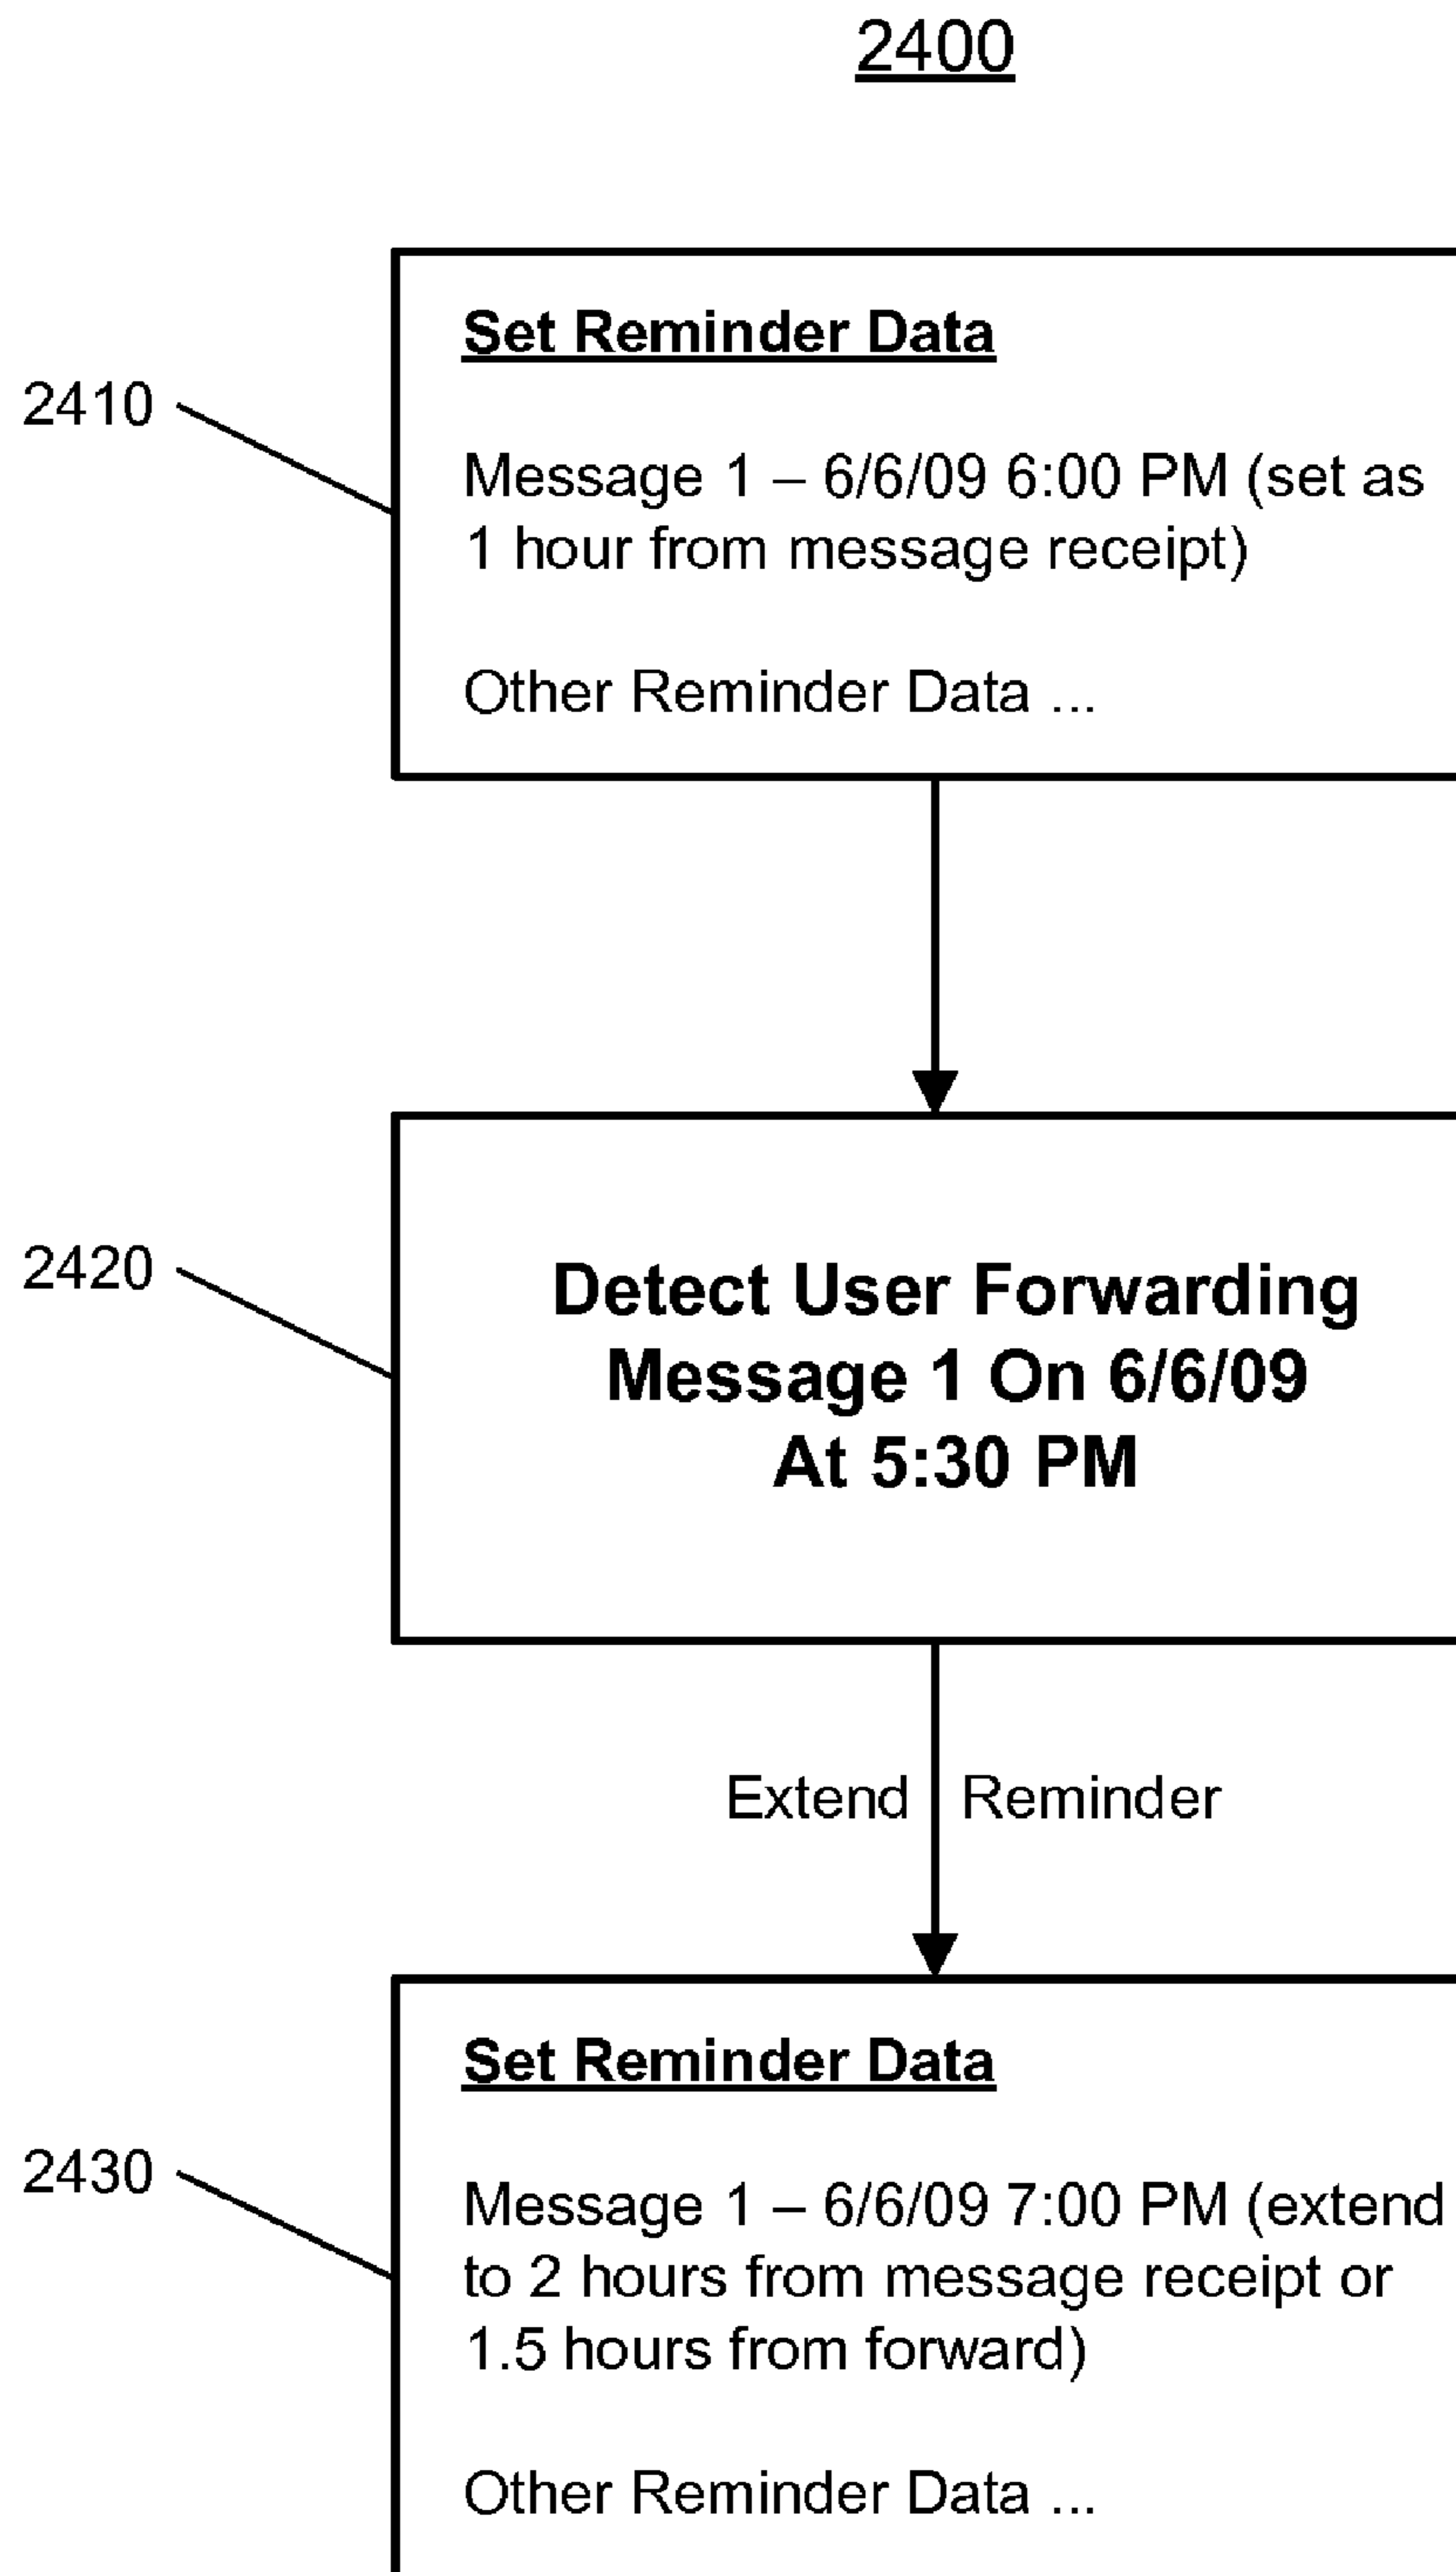 2400
2410
Set Reminder Data
Message 1 – 6/6/09 6:00 PM (set as
1 hour from message receipt)
Other Reminder Data ...
2420
Detect User Forwarding
Message 1 On 6/6/09
At 5:30 PM
Extend Reminder
2430
Set Reminder Data
Message 1 – 6/6/09 7:00 PM (extend
to 2 hours from message receipt or
1.5 hours from forward)
Other Reminder Data ...